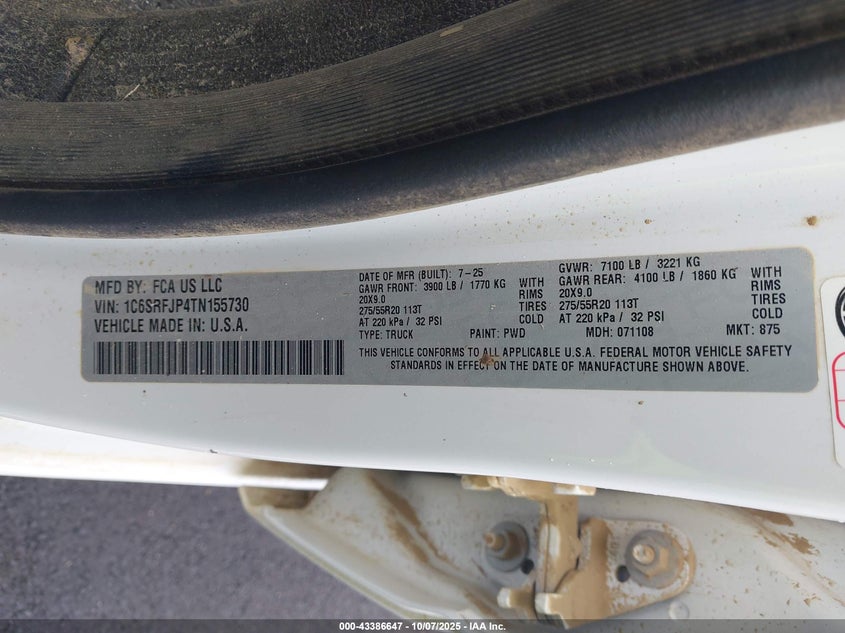 MFD BY: FCA US LLC
VIN: 1C6SRFJP4TN155730
VEHICLE MADE IN: U.S.A.
DATE OF MFR (BUILT): 7-25
GAWR FRONT: 3900 LB / 1770 KG WITH
20X9.0 RIMS
275/55R20 113T TIRES
AT 220 kPa / 32 PSI COLD
TYPE: TRUCK PAINT: PWD
GVWR: 7100 LB / 3221 KG
GAWR REAR: 4100 LB / 1860 KG WITH
20X9.0 RIMS
275/55R20 113T TIRES
AT 220 kPa / 32 PSI COLD
MDH: 071108 MKT: 875
THIS VEHICLE CONFORMS TO ALL APPLICABLE U.S.A. FEDERAL MOTOR VEHICLE SAFETY
STANDARDS IN EFFECT ON THE DATE OF MANUFACTURE SHOWN ABOVE.
000-43386647 - 10/07/2025 - IAA Inc.